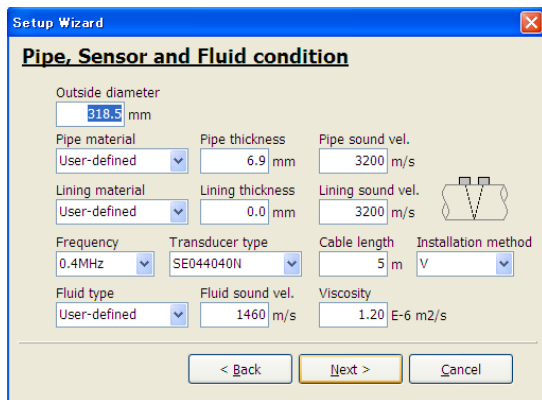 Setup Wizard
Pipe, Sensor and Fluid condition
Outside diameter
318.5 mm
Pipe material Pipe thickness Pipe sound vel.
User-defined 6.9 mm 3200 m/s
Lining material Lining thickness Lining sound vel.
User-defined 0.0 mm 3200 m/s
Frequency Transducer type Cable length Installation method
0.4MHz SE044040N 5 m V
Fluid type Fluid sound vel. Viscosity
User-defined 1460 m/s 1.20 E-6 m2/s
< Back Next > Cancel